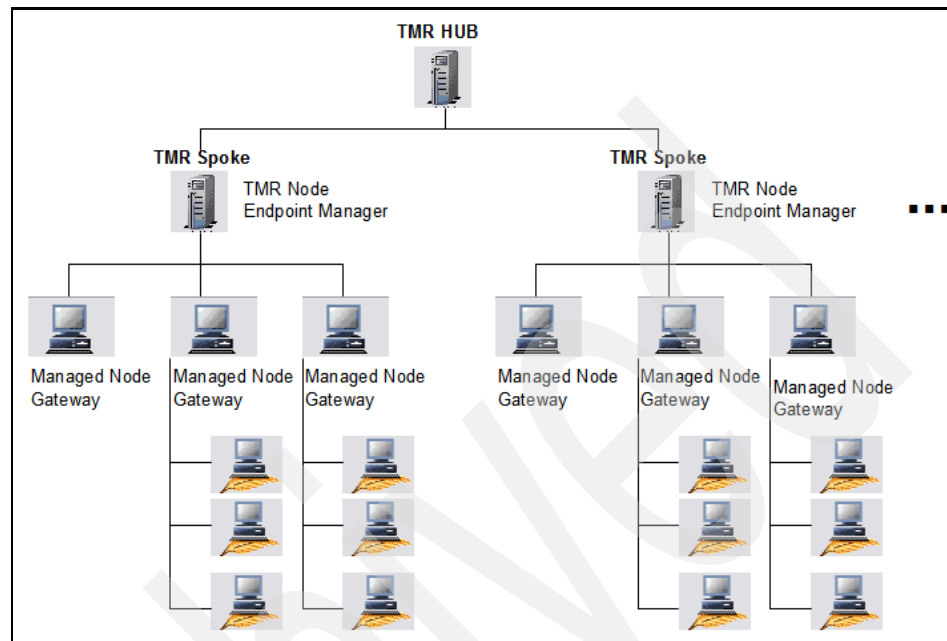 TMR HUB
TMR Spoke
TMR Spoke
TMR Node
Endpoint Manager
TMR Node
Endpoint Manager
...
Managed Node
Gateway
Managed Node
Gateway
Managed Node
Gateway
Managed Node
Gateway
Managed Node
Gateway
Managed Node
Gateway